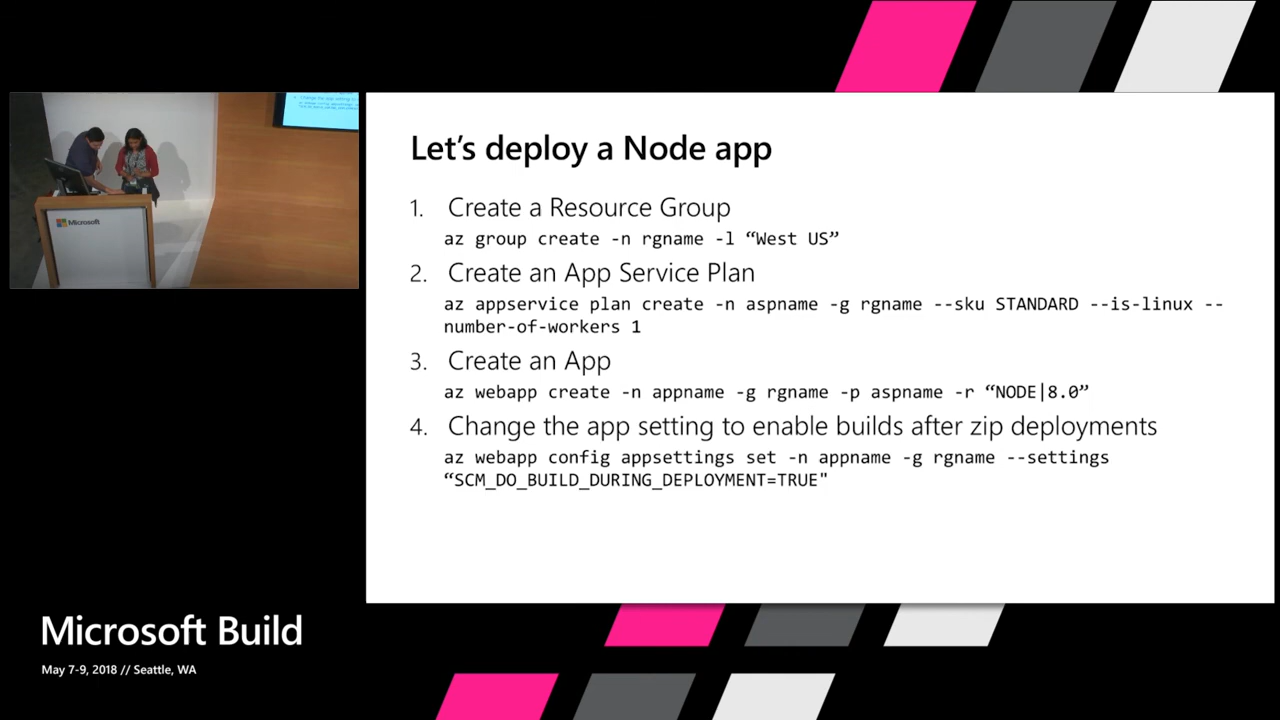 Let’s deploy a Node app
1. Create a Resource Group
az group create -n rgname -l “West US”
2. Create an App Service Plan
az appservice plan create -n aspname -g rgname --sku STANDARD --is-linux --
number-of-workers 1
3. Create an App
az webapp create -n appname -g rgname -p aspname -r “NODE|8.0”
4. Change the app setting to enable builds after zip deployments
az webapp config appsettings set -n appname -g rgname --settings
“SCM_DO_BUILD_DURING_DEPLOYMENT=TRUE"
Microsoft
Microsoft Build
May 7-9, 2018 // Seattle, WA